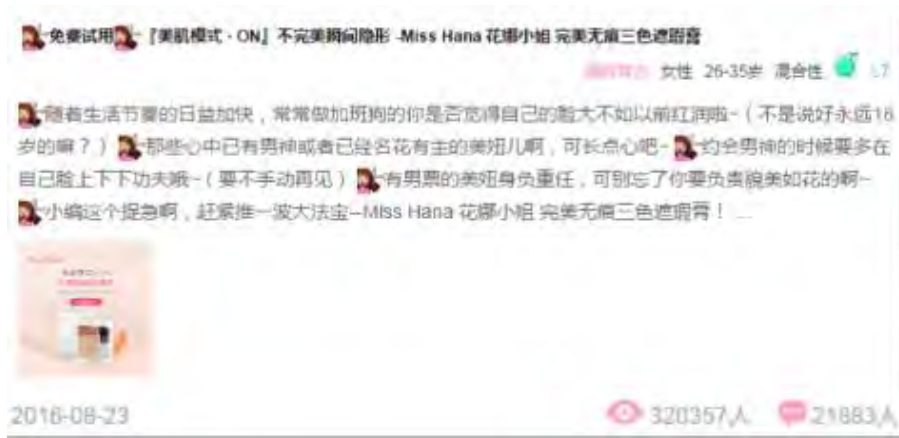 免费试用 『美肌模式 · ON』不完美瞬间隐形 -Miss Hana 花娜小姐 完美无痕三色遮瑕膏
女性 26-35岁 混合性 L7
随着生活节奏的日益加快，常常做加班狗的你是否觉得自己的脸大不如以前红润啦~（不是说好永远18
岁的嘛？）那些心中已有男神或者已经名花有主的美妞儿啊，可长点心吧~约会男神的时候要多在
自己脸上下下功夫哦~（要不手动再见）有男票的美妞身负重任，可别忘了你要负责貌美如花的啊~
小编这个捉急啊，赶紧推一波大法宝--Miss Hana 花娜小姐 完美无痕三色遮瑕膏！ ...
2016-08-23 320357人 21883人